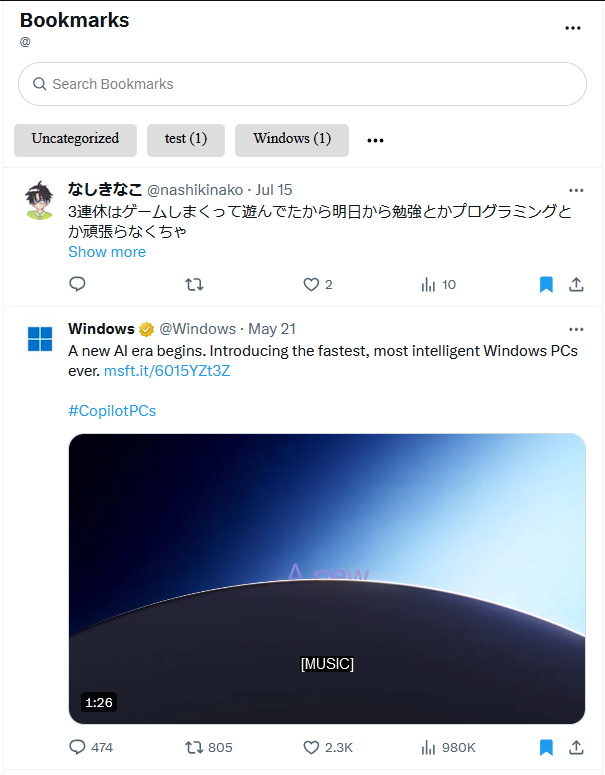 Bookmarks
@
Search Bookmarks
Uncategorized
test (1)
Windows (1)
なしきなこ @nashikinako · Jul 15
3連休はゲームしまくって遊んでたから明日から勉強とかプログラミングと
か頑張らなくちゃ
Show more
2
10
Windows @Windows · May 21
A new AI era begins. Introducing the fastest, most intelligent Windows PCs
ever. msft.it/6015YZt3Z
#CopilotPCs
A new
[MUSIC]
1:26
474
805
2.3K
980K